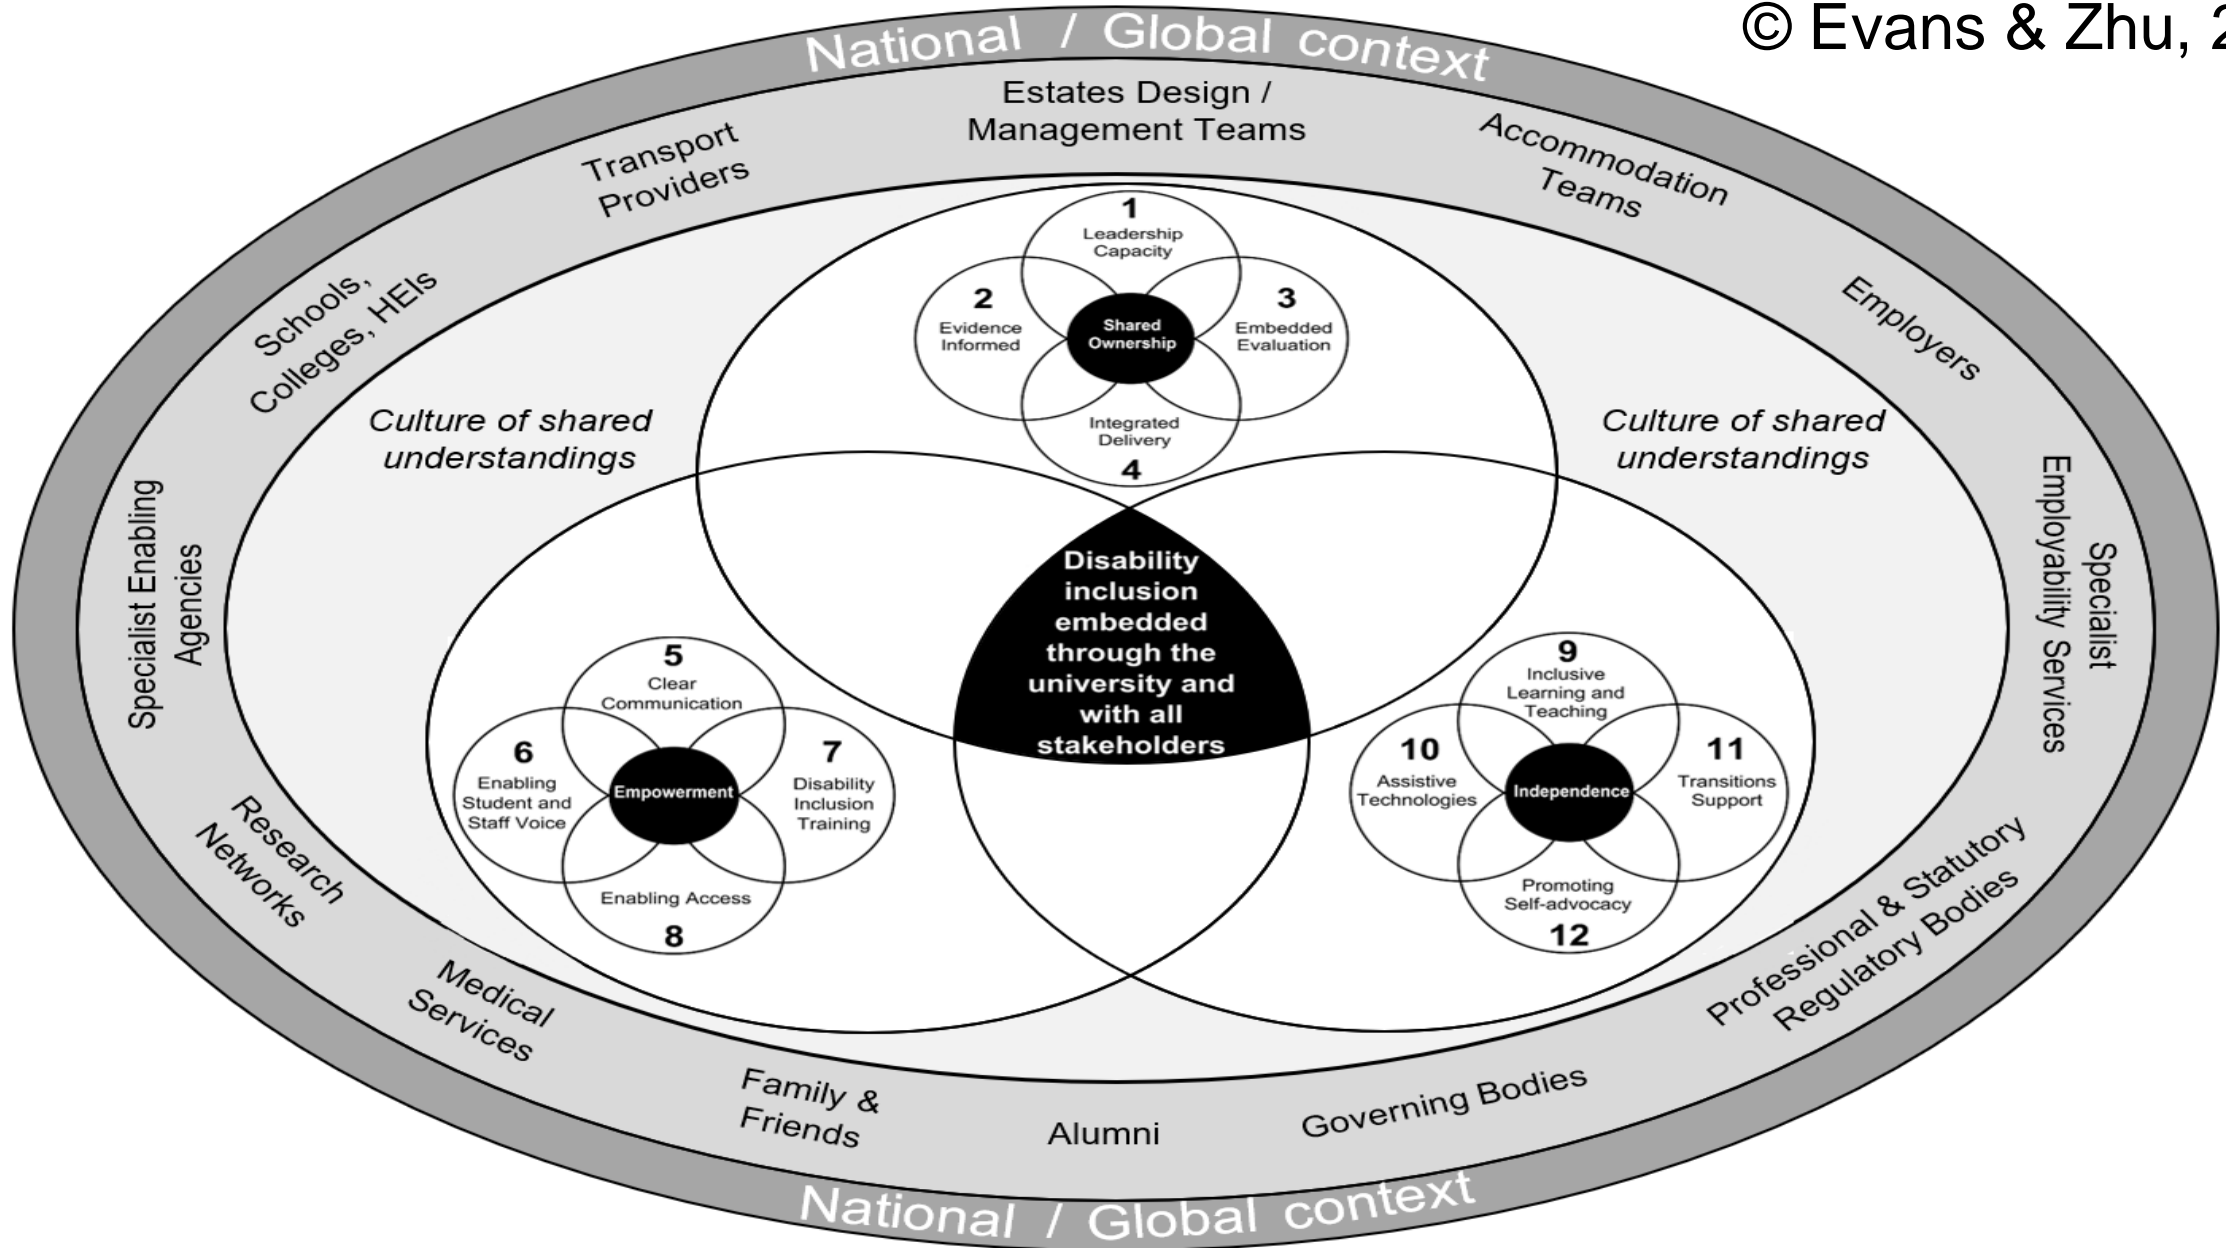 © Evans & Zhu, 2
National / Global context
Estates Design /
Management Teams
Transport
Providers
Accommodation
Teams
Schools,
Colleges, HEIs
Employers
Culture of shared
understandings
Culture of shared
understandings
Specialist Enabling
Agencies
Specialist
Employability Services
1
Leadership
Capacity
2
Evidence
Informed
Shared
Ownership
3
Embedded
Evaluation
Integrated
Delivery
4
Disability
inclusion
embedded
through the
university and
with all
stakeholders
5
Clear
Communication
6
Enabling
Student and
Staff Voice
Empowerment
7
Disability
Inclusion
Training
Enabling Access
8
9
Inclusive
Learning and
Teaching
10
Assistive
Technologies
Independence
11
Transitions
Support
Promoting
Self-advocacy
12
Research
Networks
Professional & Statutory
Regulatory Bodies
Medical
Services
Family &
Friends
Alumni
Governing Bodies
National / Global context